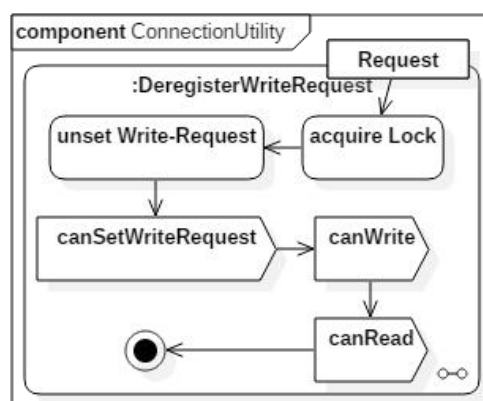 component ConnectionUtility
Request
:DeregisterWriteRequest
unset Write-Request
acquire Lock
canSetWriteRequest
canWrite
canRead